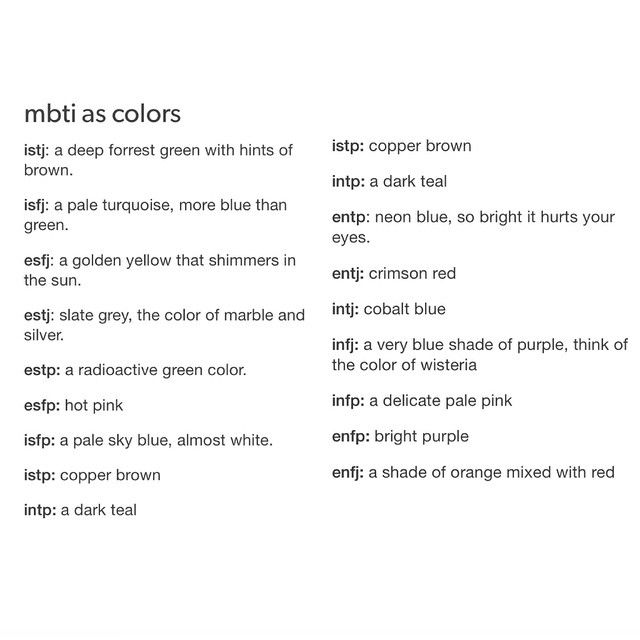 mbti as colors
istj: a deep forrest green with hints of
brown.
isfj: a pale turquoise, more blue than
green.
esfj: a golden yellow that shimmers in
the sun.
estj: slate grey, the color of marble and
silver.
estp: a radioactive green color.
esfp: hot pink
isfp: a pale sky blue, almost white.
istp: copper brown
intp: a dark teal
istp: copper brown
intp: a dark teal
entp: neon blue, so bright it hurts your
eyes.
entj: crimson red
intj: cobalt blue
infj: a very blue shade of purple, think of
the color of wisteria
infp: a delicate pale pink
enfp: bright purple
enfj: a shade of orange mixed with red